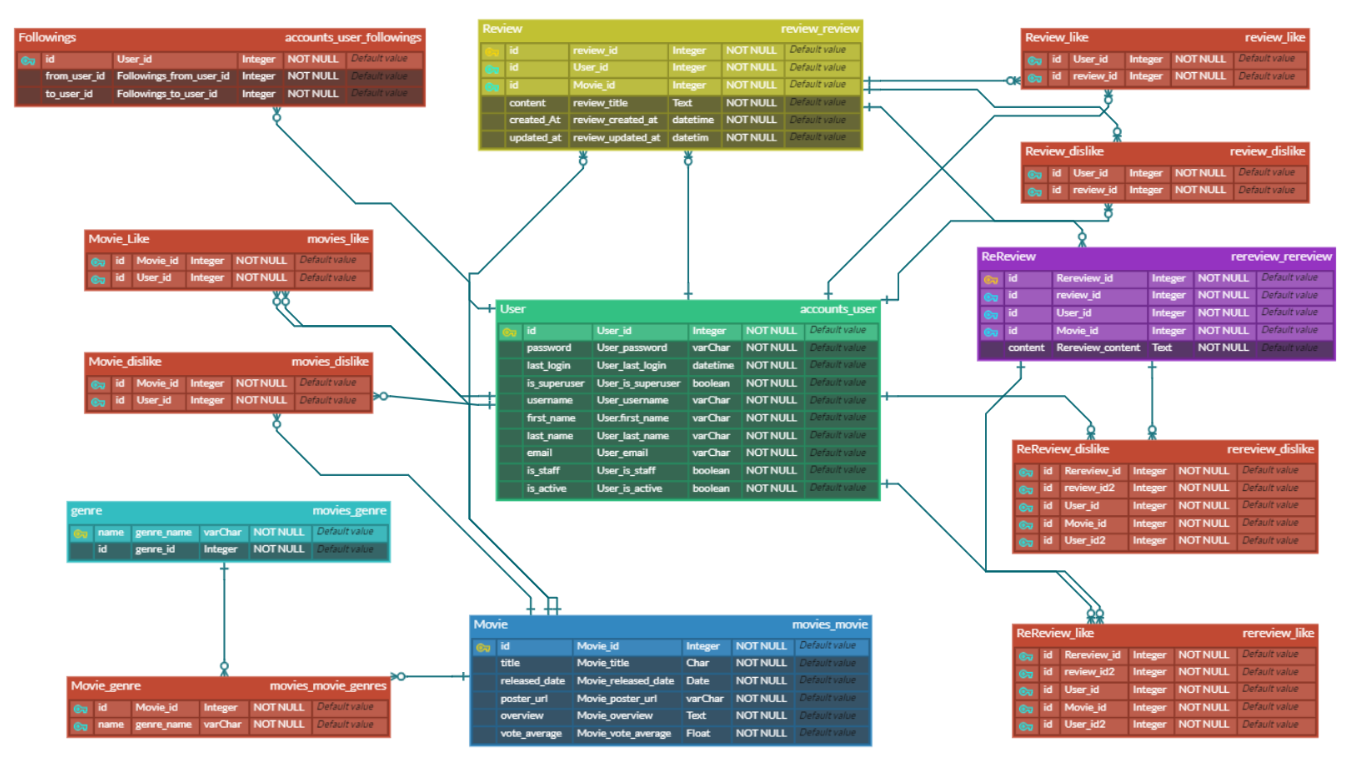 Followings accounts_user_followings
id User_id Integer NOT NULL Default value
from_user_id Followings_from_user_id Integer NOT NULL Default value
to_user_id Followings_to_user_id Integer NOT NULL Default value
Review review_review
id review_id Integer NOT NULL Default value
id User_id Integer NOT NULL Default value
id Movie_id Integer NOT NULL Default value
content review_title Text NOT NULL Default value
created_At review_created_at datetime NOT NULL Default value
updated_at review_updated_at datetim NOT NULL Default value
Review_like review_like
id User_id Integer NOT NULL Default value
id review_id Integer NOT NULL Default value
Review_dislike review_dislike
id User_id Integer NOT NULL Default value
id review_id Integer NOT NULL Default value
Movie_Like movies_like
id Movie_id Integer NOT NULL Default value
id User_id Integer NOT NULL Default value
ReReview rereview_rereview
id Rereview_id Integer NOT NULL Default value
id review_id Integer NOT NULL Default value
id User_id Integer NOT NULL Default value
id Movie_id Integer NOT NULL Default value
content Rereview_content Text NOT NULL Default value
User accounts_user
id User_id Integer NOT NULL Default value
password User_password varChar NOT NULL Default value
last_login User_last_login datetime NOT NULL Default value
is_superuser User_is_superuser boolean NOT NULL Default value
username User_username varChar NOT NULL Default value
first_name User.first_name varChar NOT NULL Default value
last_name User_last_name varChar NOT NULL Default value
email User_email varChar NOT NULL Default value
is_staff User_is_staff boolean NOT NULL Default value
is_active User_is_active boolean NOT NULL Default value
Movie_dislike movies_dislike
id Movie_id Integer NOT NULL Default value
id User_id Integer NOT NULL Default value
ReReview_dislike rereview_dislike
id Rereview_id Integer NOT NULL Default value
id review_id2 Integer NOT NULL Default value
id User_id Integer NOT NULL Default value
id Movie_id Integer NOT NULL Default value
id User_id2 Integer NOT NULL Default value
genre movies_genre
name genre_name varChar NOT NULL Default value
id genre_id Integer NOT NULL Default value
Movie movies_movie
id Movie_id Integer NOT NULL Default value
title Movie_title Char NOT NULL Default value
released_date Movie_released_date Date NOT NULL Default value
poster_url Movie_poster_url varChar NOT NULL Default value
overview Movie_overview Text NOT NULL Default value
vote_average Movie_vote_average Float NOT NULL Default value
ReReview_like rereview_like
id Rereview_id Integer NOT NULL Default value
id review_id2 Integer NOT NULL Default value
id User_id Integer NOT NULL Default value
id Movie_id Integer NOT NULL Default value
id User_id2 Integer NOT NULL Default value
Movie_genre movies_movie_genres
id Movie_id Integer NOT NULL Default value
name genre_name varChar NOT NULL Default value